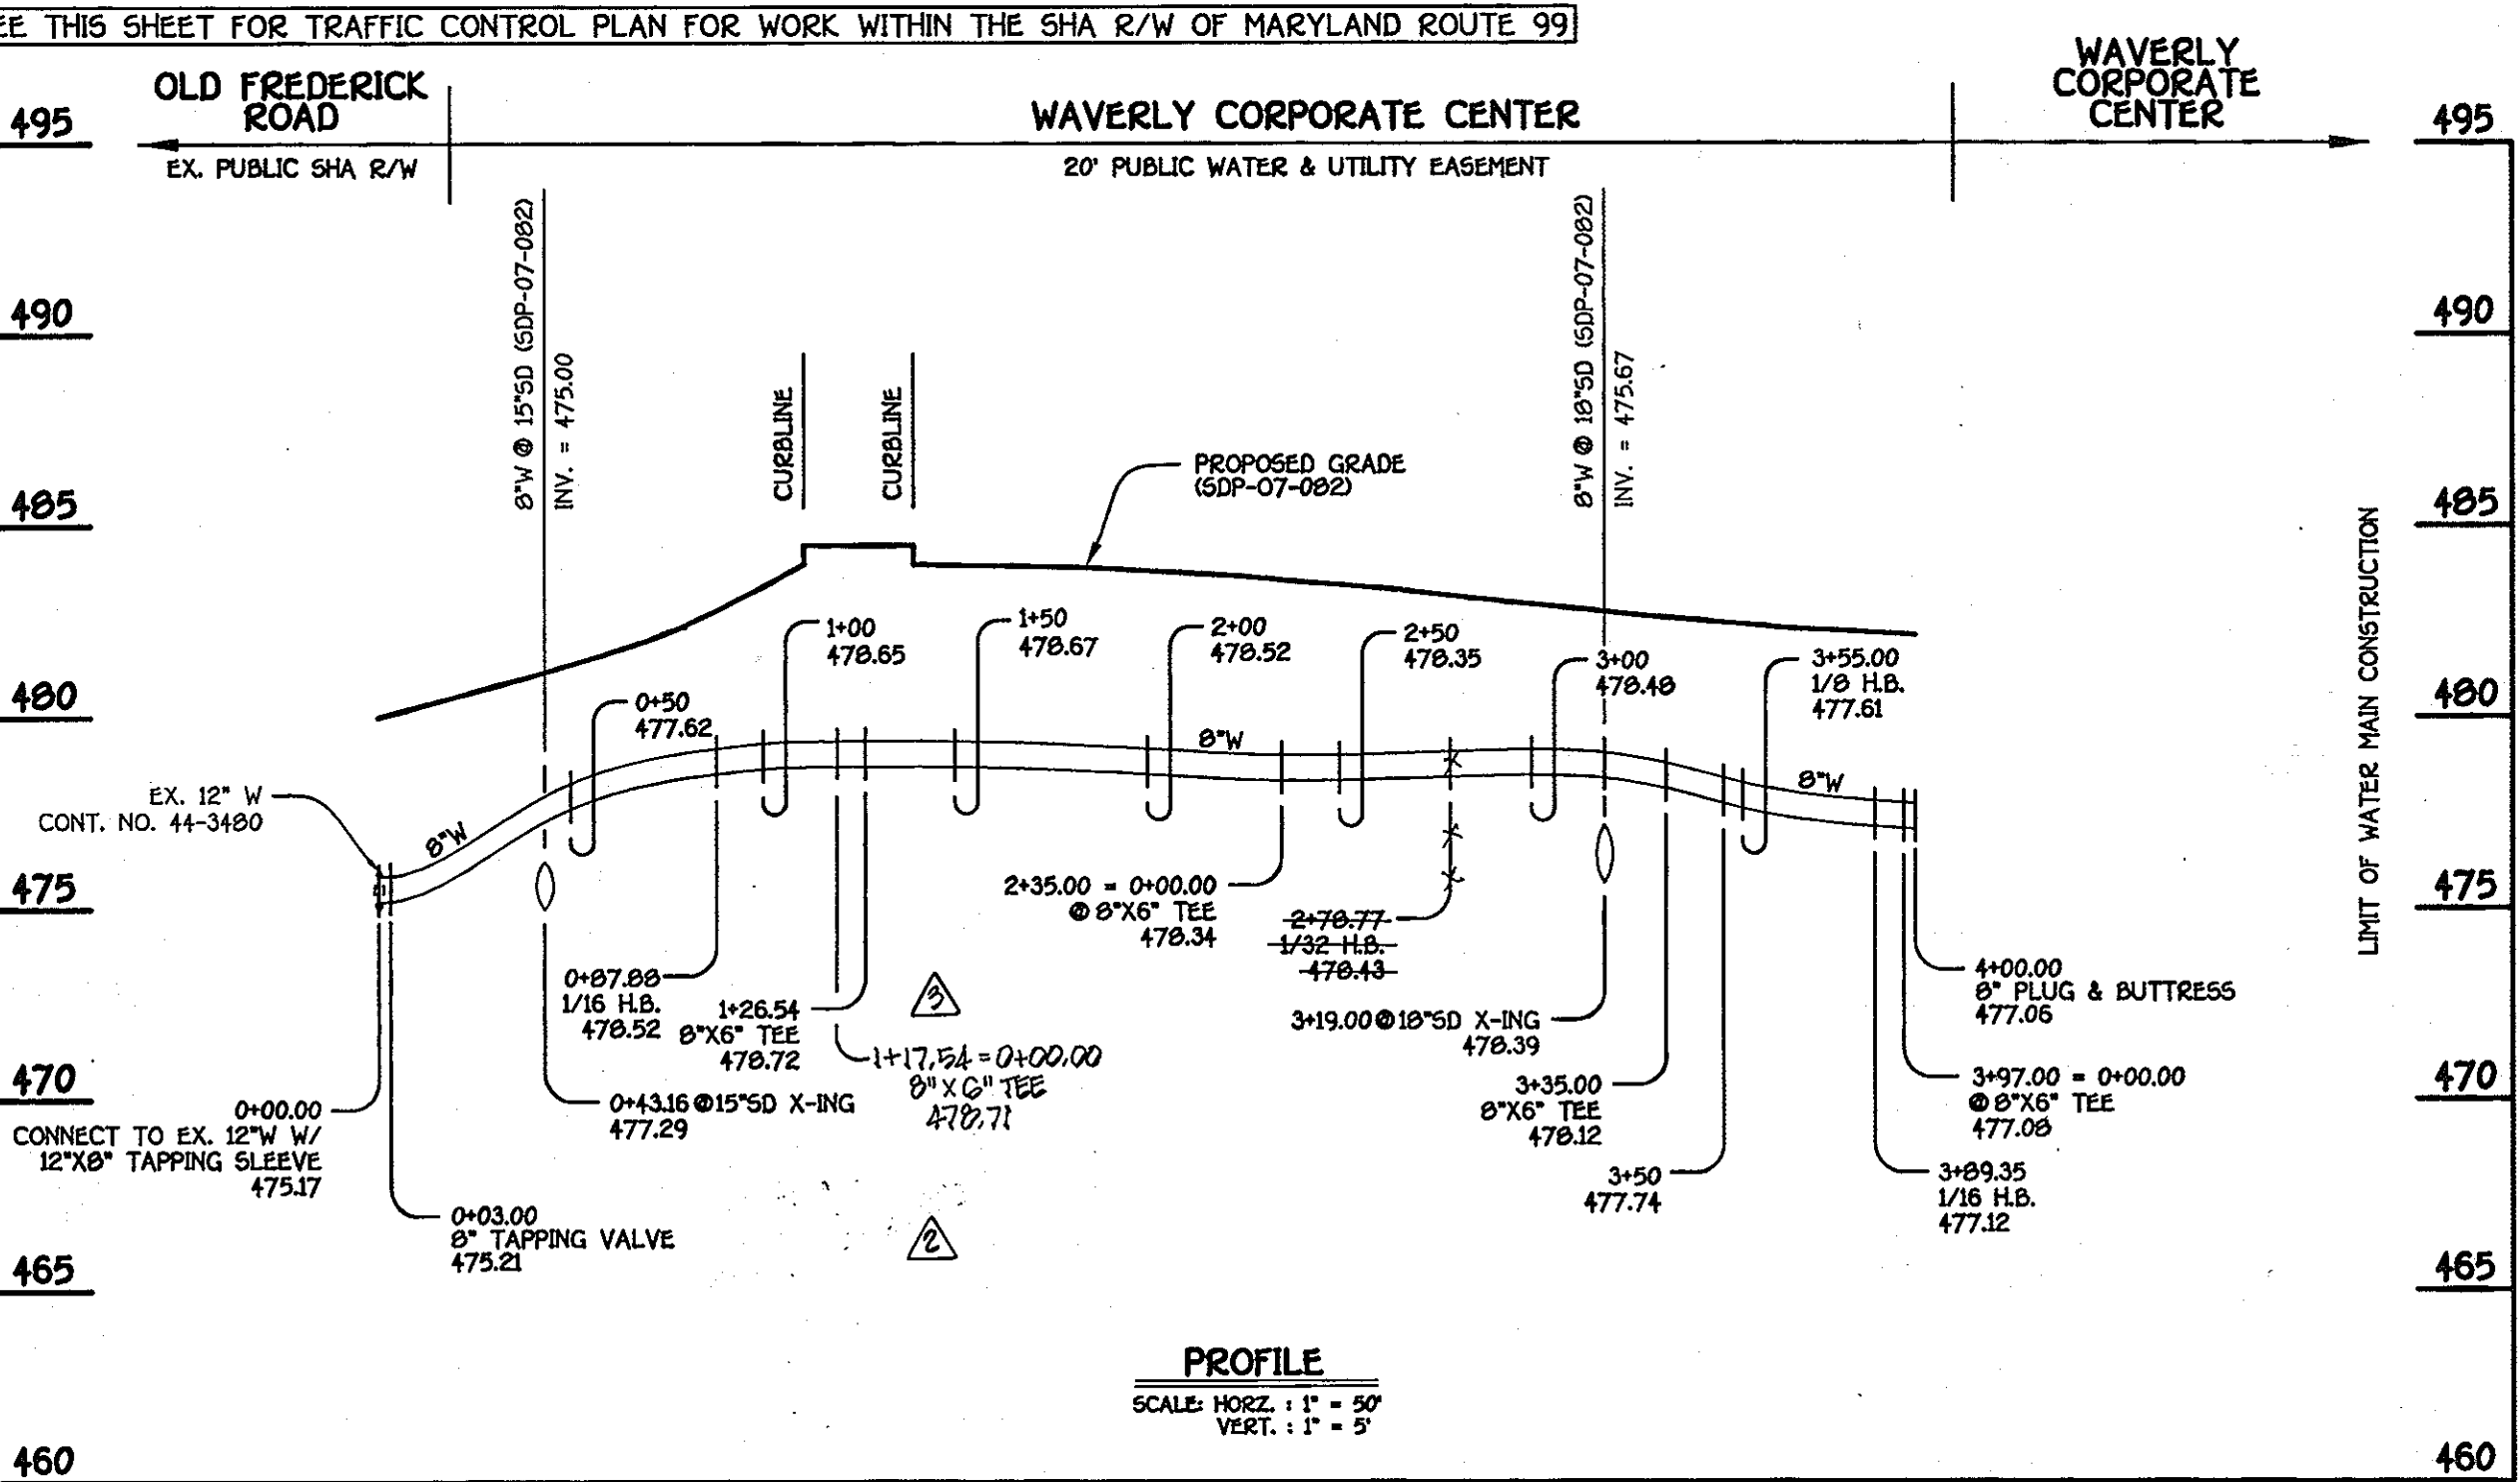 EE THIS SHEET FOR TRAFFIC CONTROL PLAN FOR WORK WITHIN THE SHA R/W OF MARYLAND ROUTE 99
OLD FREDERICK
ROAD
WAVERLY CORPORATE CENTER
WAVERLY
CORPORATE
CENTER
495
495
EX. PUBLIC SHA R/W
20' PUBLIC WATER & UTILITY EASEMENT
8"W @ 15"SD (SDP-07-082)
INV. = 475.00
8"W @ 18"SD (SDP-07-082)
INV. = 475.67
490
490
CURBLINE
CURBLINE
PROPOSED GRADE
(SDP-07-082)
485
485
LIMIT OF WATER MAIN CONSTRUCTION
1+00
478.65
1+50
478.67
2+00
478.52
2+50
478.35
3+00
478.48
3+55.00
1/8 H.B.
477.61
480
480
0+50
477.62
8"W
8"W
8"W
EX. 12" W
CONT. NO. 44-3480
475
475
2+35.00 = 0+00.00
@ 8"X6" TEE
478.34
2+78.77
1/32 H.B.
478.43
0+87.88
1/16 H.B.
478.52
1+26.54
8"X6" TEE
478.72
3
1+17.54 = 0+00.00
8" X 6" TEE
478.71
3+19.00 @ 18"SD X-ING
478.39
4+00.00
8" PLUG & BUTTRESS
477.06
470
470
0+00.00
CONNECT TO EX. 12"W W/
12"X8" TAPPING SLEEVE
475.17
0+43.16 @ 15"SD X-ING
477.29
3+35.00
8"X6" TEE
478.12
3+97.00 = 0+00.00
@ 8"X6" TEE
477.08
3+50
477.74
3+89.35
1/16 H.B.
477.12
0+03.00
8" TAPPING VALVE
475.21
2
465
465
PROFILE
SCALE: HORZ. : 1" = 50'
VERT. : 1" = 5'
460
460